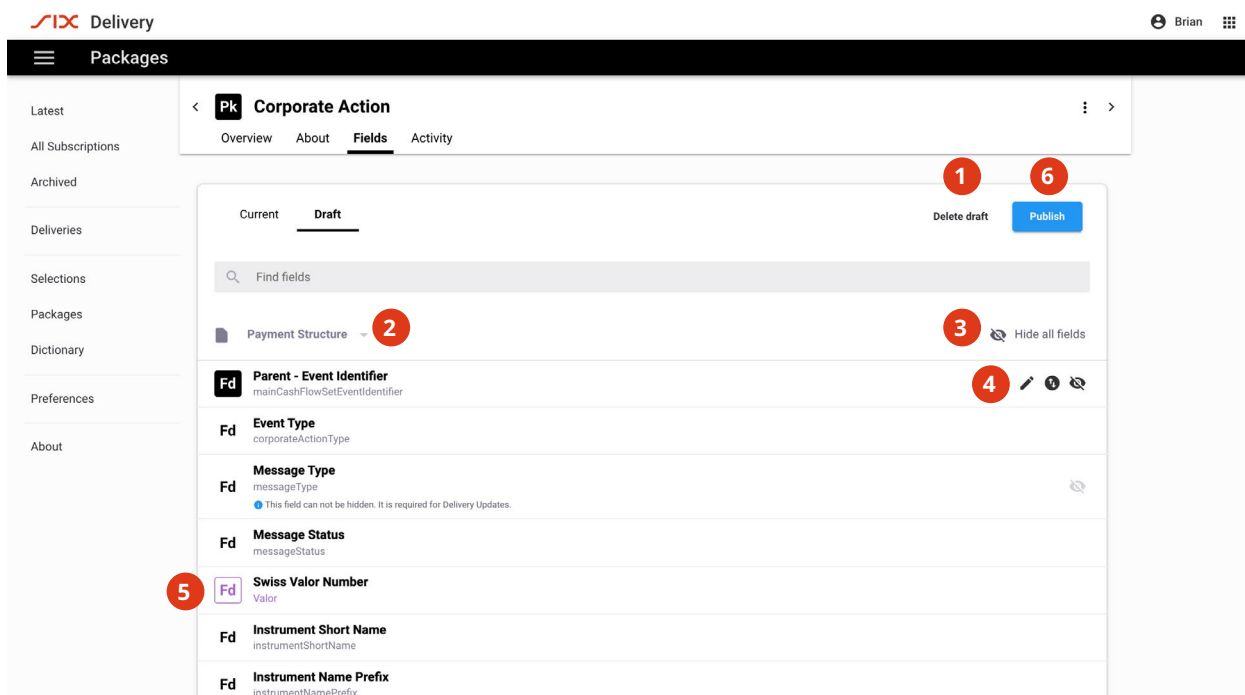 SIX Delivery
Brian
Packages
Latest
All Subscriptions
Archived
Deliveries
Selections
Packages
Dictionary
Preferences
About
Pk Corporate Action
Overview About Fields Activity
1
6
Current Draft
Delete draft
Publish
Find fields
Payment Structure
2
3
Hide all fields
Fd
Parent - Event Identifier
mainCashFlowSetEventIdentifier
4
Fd
Event Type
corporateActionType
Fd
Message Type
messageType
This field can not be hidden. It is required for Delivery Updates.
Fd
Message Status
messageStatus
5
Fd
Swiss Valor Number
Valor
Fd
Instrument Short Name
instrumentShortName
Fd
Instrument Name Prefix
instrumentNamePrefix